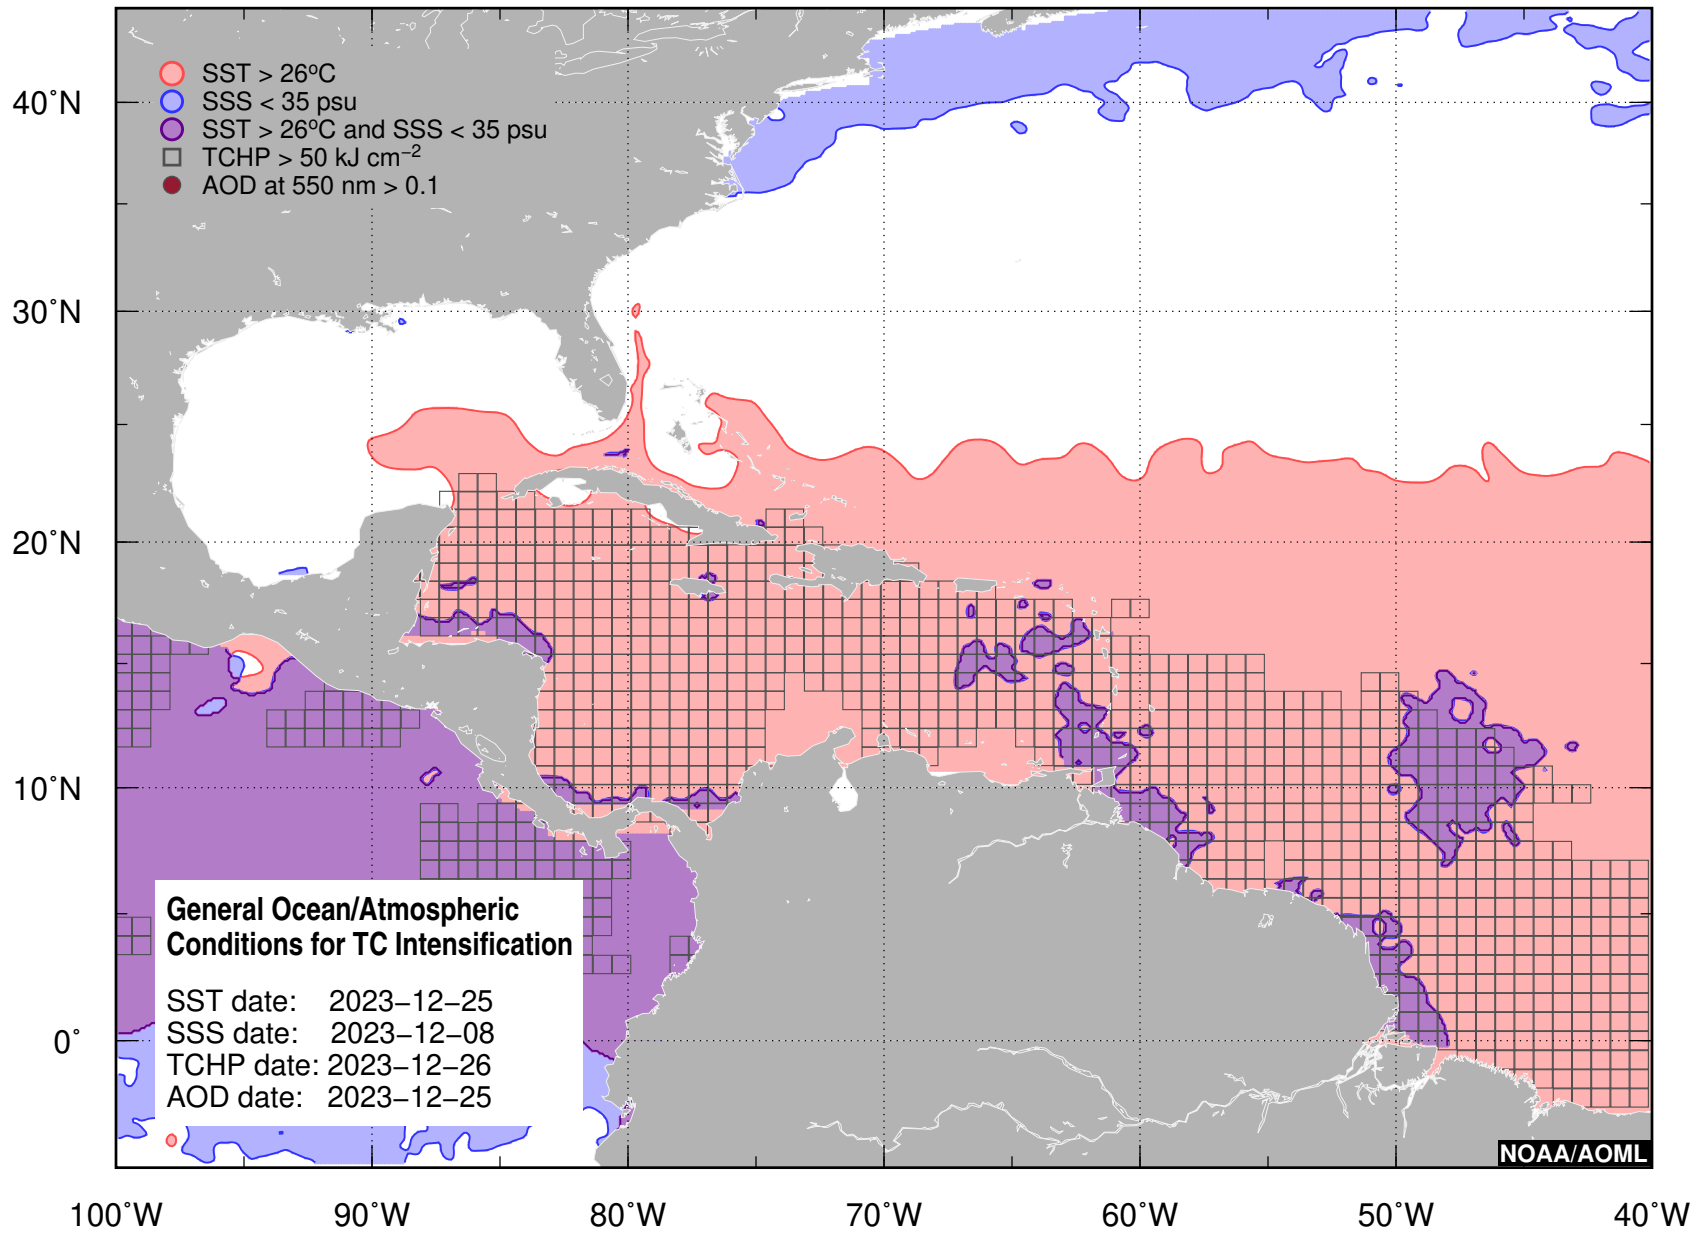 SST > 26°C
SSS < 35 psu
SST > 26°C and SSS < 35 psu
TCHP > 50 kJ cm−2
AOD at 550 nm > 0.1
40°N
30°N
20°N
10°N
0°
General Ocean/Atmospheric
Conditions for TC Intensification
SST date: 2023−12−25
SSS date: 2023−12−08
TCHP date: 2023−12−26
AOD date: 2023−12−25
NOAA/AOML
100°W 90°W 80°W 70°W 60°W 50°W 40°W